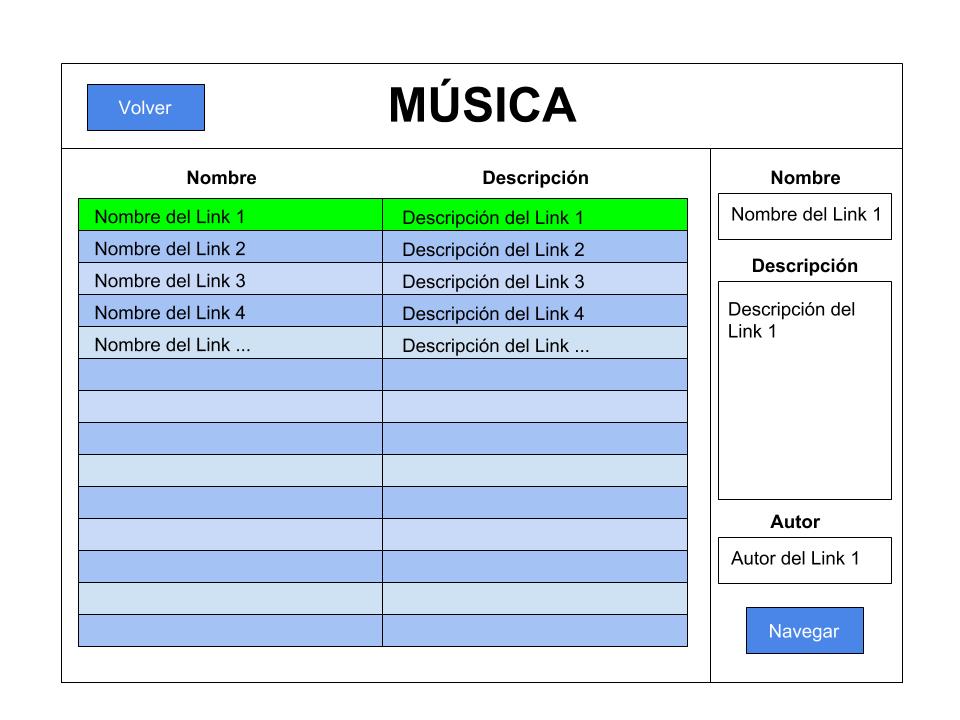 Volver
MÚSICA
Nombre Descripción
Nombre del Link 1 Descripción del Link 1
Nombre del Link 2 Descripción del Link 2
Nombre del Link 3 Descripción del Link 3
Nombre del Link 4 Descripción del Link 4
Nombre del Link ... Descripción del Link ...
Nombre
Nombre del Link 1
Descripción
Descripción del
Link 1
Autor
Autor del Link 1
Navegar